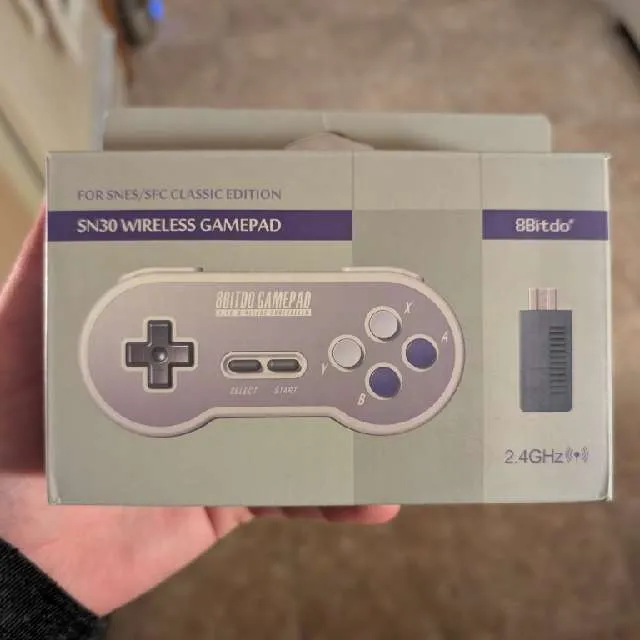 FOR SNES/SFC CLASSIC EDITION
SN30 WIRELESS GAMEPAD
8Bitdo
8BITDO GAMEPAD
SELECT
START
X
A
Y
B
2.4GHz